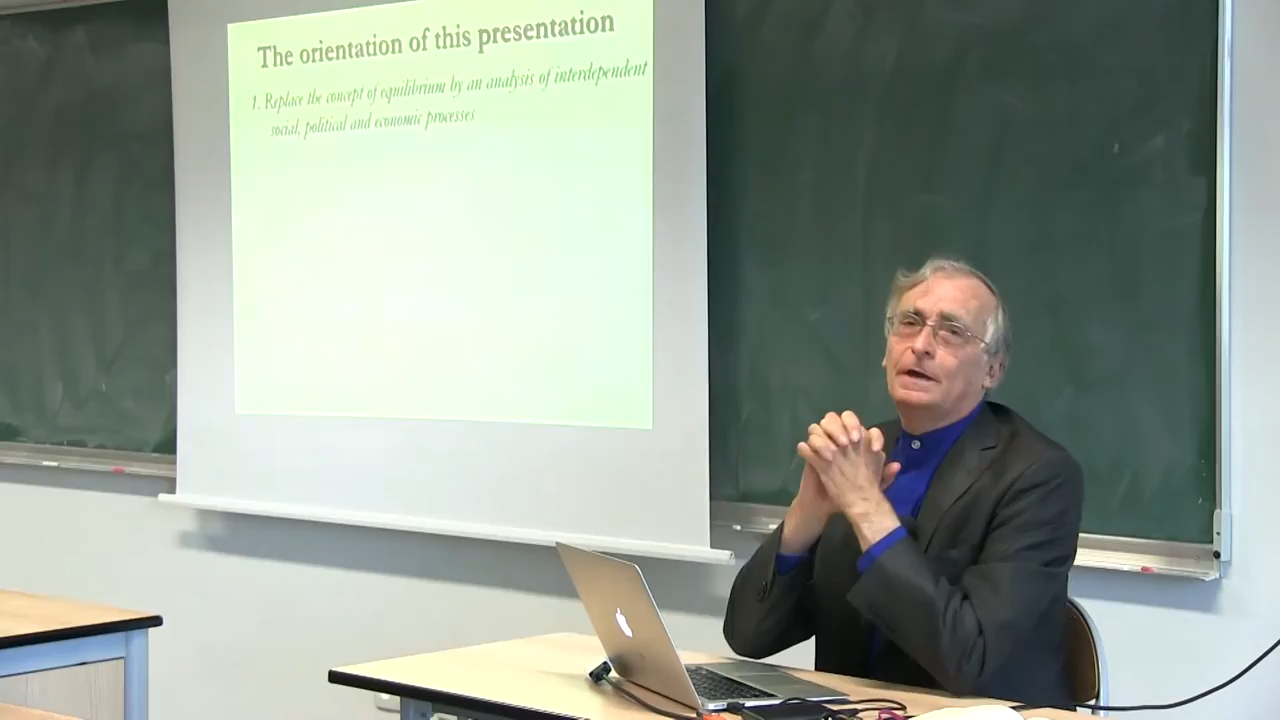 The orientation of this presentation
1. Replace the concept of equilibrium by an analysis of interdependent
social, political and economic processes